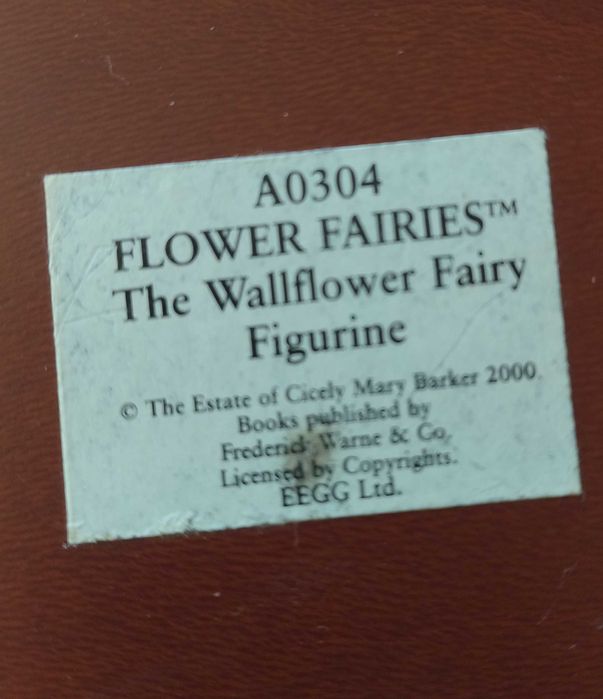 A0304
FLOWER FAIRIES™
The Wallflower Fairy
Figurine
© The Estate of Cicely Mary Barker 2000.
Books published by
Frederick Warne & Co.
Licensed by Copyrights.
EEGG Ltd.